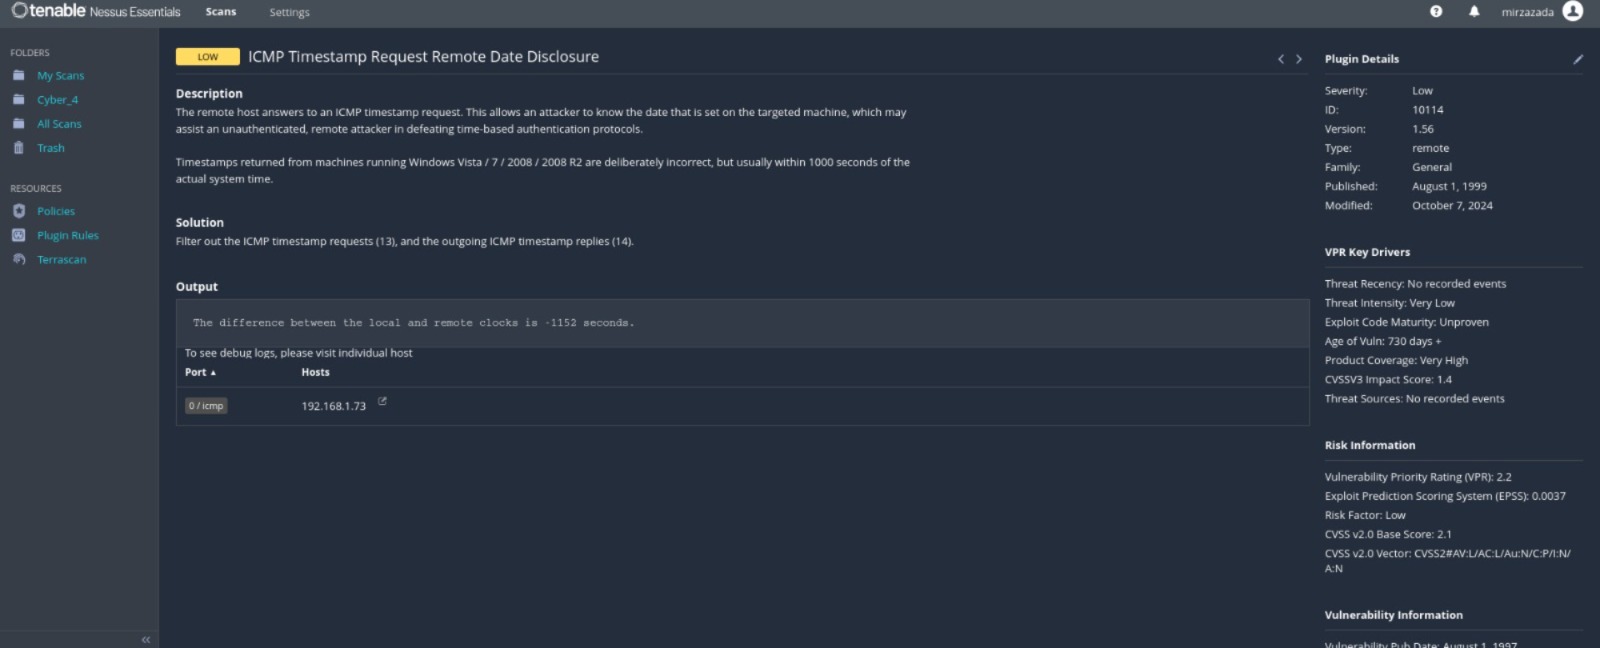 tenable Nessus Essentials Scans Settings mirzazada
FOLDERS
My Scans
Cyber_4
All Scans
Trash
RESOURCES
Policies
Plugin Rules
Terrascan
LOW ICMP Timestamp Request Remote Date Disclosure
Description
The remote host answers to an ICMP timestamp request. This allows an attacker to know the date that is set on the targeted machine, which may
assist an unauthenticated, remote attacker in defeating time-based authentication protocols.
Timestamps returned from machines running Windows Vista / 7 / 2008 / 2008 R2 are deliberately incorrect, but usually within 1000 seconds of the
actual system time.
Solution
Filter out the ICMP timestamp requests (13), and the outgoing ICMP timestamp replies (14).
Output
The difference between the local and remote clocks is -1152 seconds.
To see debug logs, please visit individual host
Port ▲ Hosts
0 / icmp 192.168.1.73
Plugin Details
Severity: Low
ID: 10114
Version: 1.56
Type: remote
Family: General
Published: August 1, 1999
Modified: October 7, 2024
VPR Key Drivers
Threat Recency: No recorded events
Threat Intensity: Very Low
Exploit Code Maturity: Unproven
Age of Vuln: 730 days +
Product Coverage: Very High
CVSSV3 Impact Score: 1.4
Threat Sources: No recorded events
Risk Information
Vulnerability Priority Rating (VPR): 2.2
Exploit Prediction Scoring System (EPSS): 0.0037
Risk Factor: Low
CVSS v2.0 Base Score: 2.1
CVSS v2.0 Vector: CVSS2#AV:L/AC:L/Au:N/C:P/I:N/
A:N
Vulnerability Information
Vulnerability Pub Date: August 1, 1997